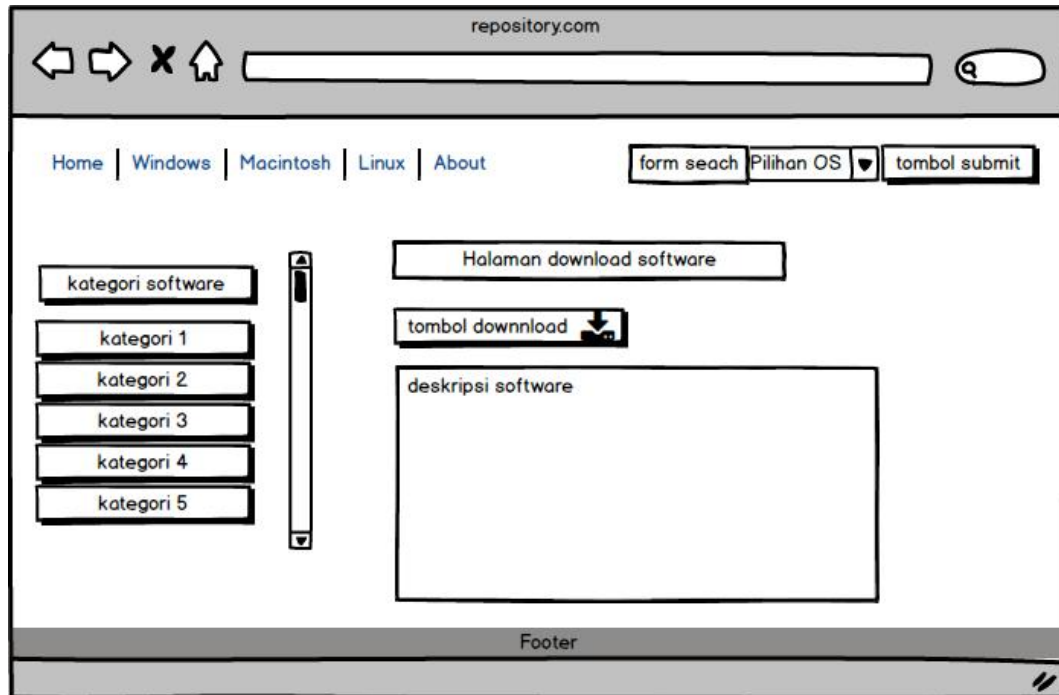 repository.com
Home Windows Macintosh Linux About
form seach Pilihan OS tombol submit
kategori software
kategori 1
kategori 2
kategori 3
kategori 4
kategori 5
Halaman download software
tombol downnload
deskripsi software
Footer